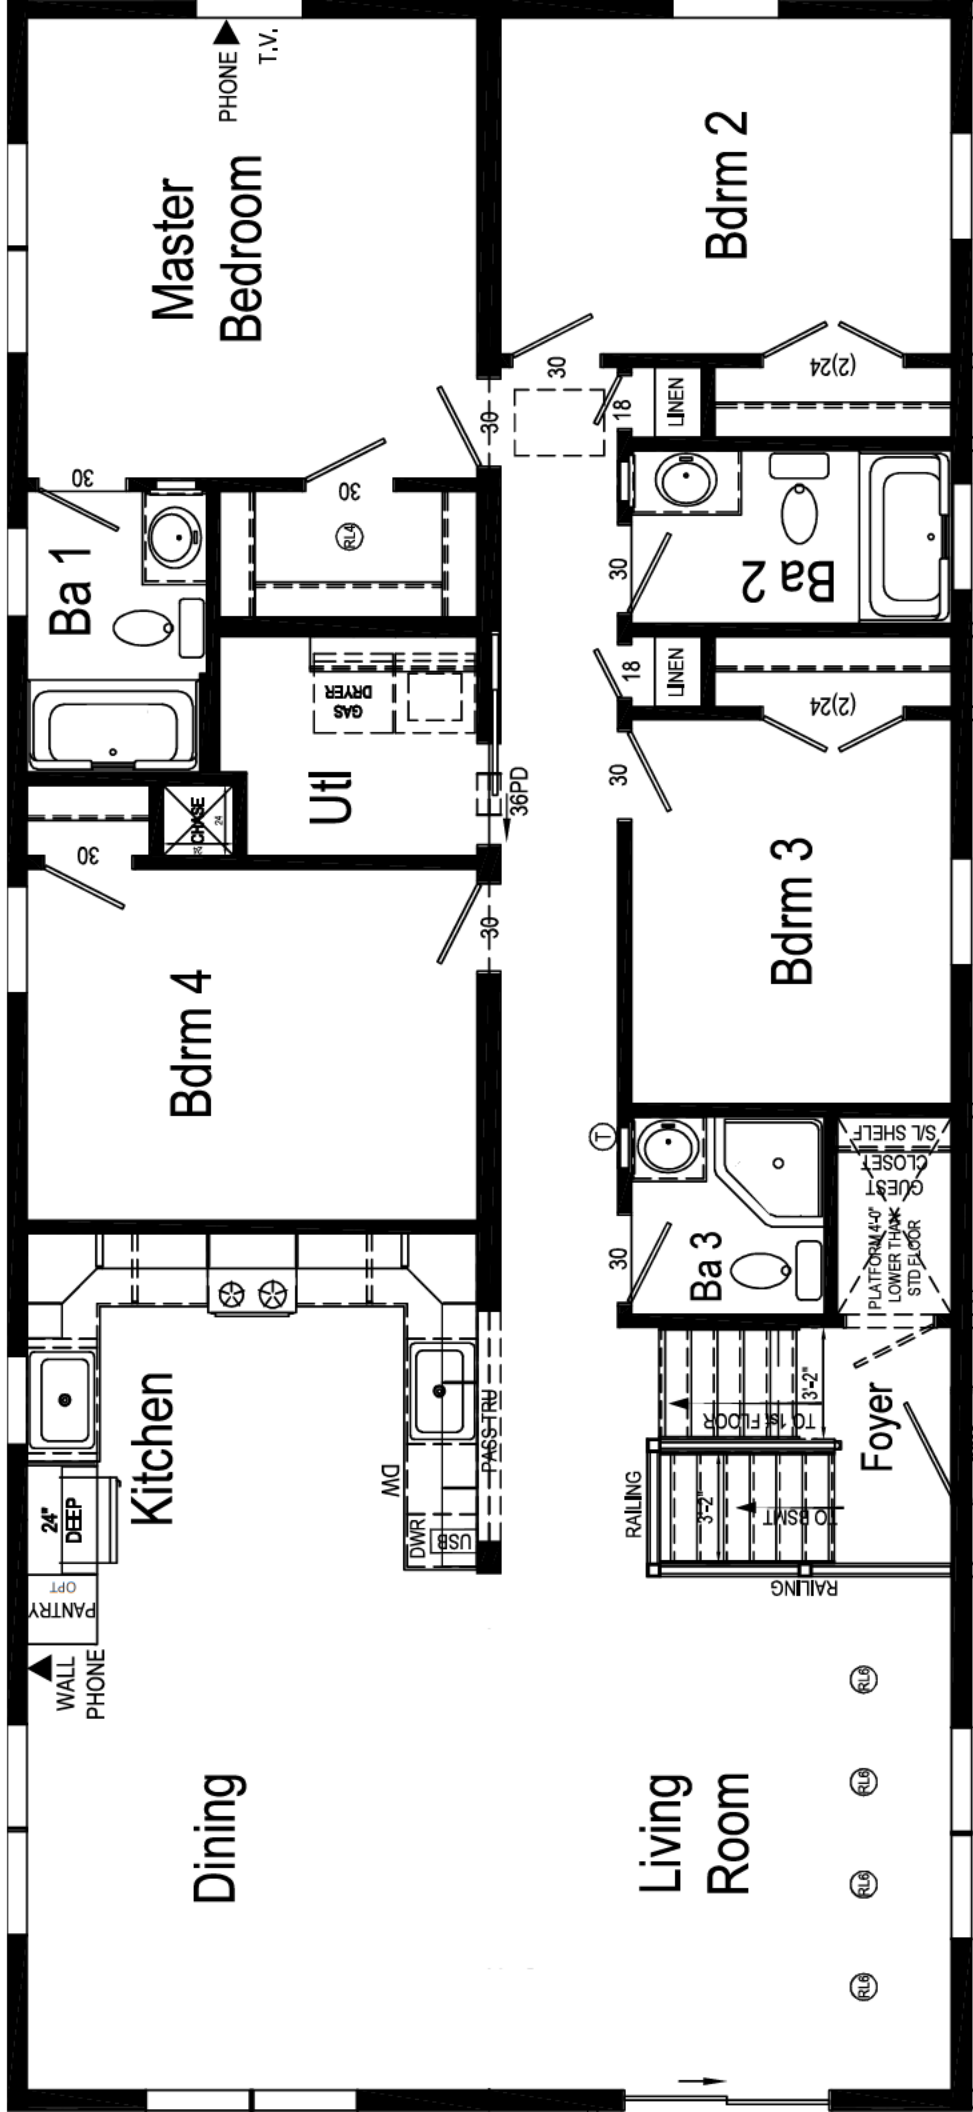 PHONE
T.V.
Master
Bedroom
Bdrm 2
30
30
30
30
18
LINEN
(2)24
RL4
Ba 1
Ba 2
30
GAS
DRYER
Utl
36PD
18
LINEN
(2)24
30
CHASE
24
30
30
Bdrm 4
Bdrm 3
T
30
Ba 3
S/L SHELF
GUEST
CLOSET
PLATFORM 4'-0"
LOWER THAN
STD FLOOR
Kitchen
24"
DEEP
PANTRY
OPT
WALL
PHONE
DW
DWR
USB
PASS TRU
RAILING
3'-2"
TO 1st FLOOR
3'-2"
TO BSMT
Foyer
RAILING
Dining
Living
Room
RL6
RL6
RL6
RL6